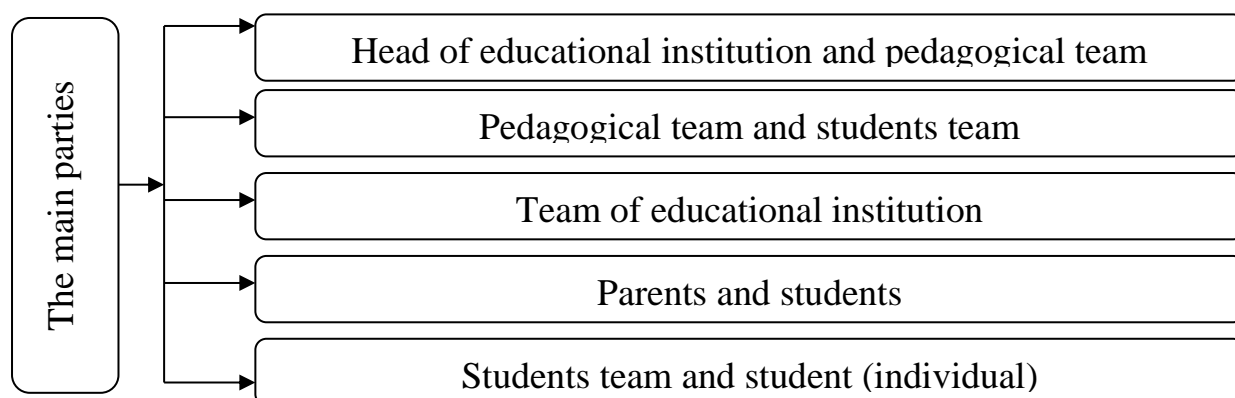 The main parties
Head of educational institution and pedagogical team
Pedagogical team and students team
Team of educational institution
Parents and students
Students team and student (individual)